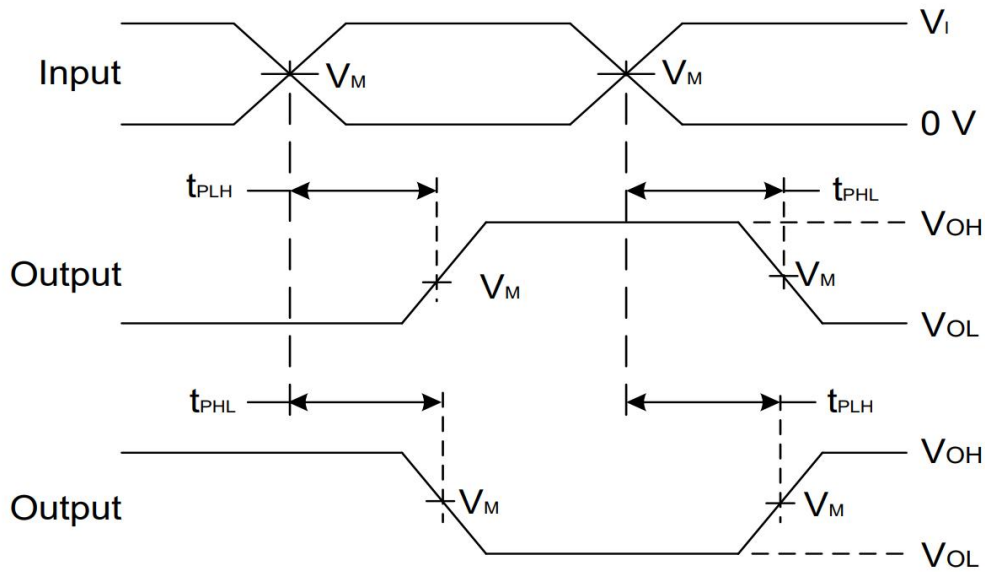 VI
Input VM VM
0 V
tPLH tPHL
VOH
Output VM VM
VOL
tPHL tPLH
VOH
Output VM VM
VOL